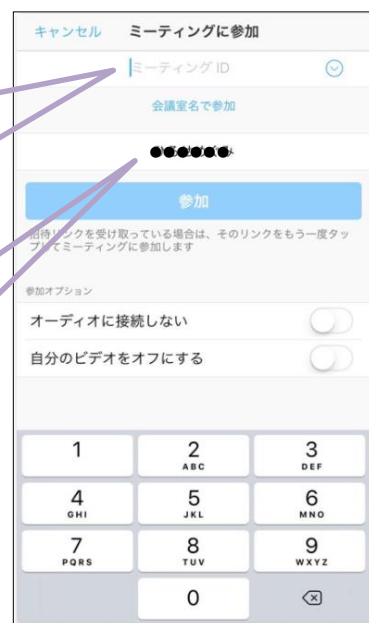 キャンセル ミーティングに参加
ミーティング ID
会議室名で参加
参加
招待リンクを受け取っている場合は、そのリンクをもう一度タッ
プしてミーティングに参加します
参加オプション
オーディオに接続しない
自分のビデオをオフにする
1 2 3
ABC DEF
4 5 6
GHI JKL MNO
7 8 9
PQRS TUV WXYZ
0